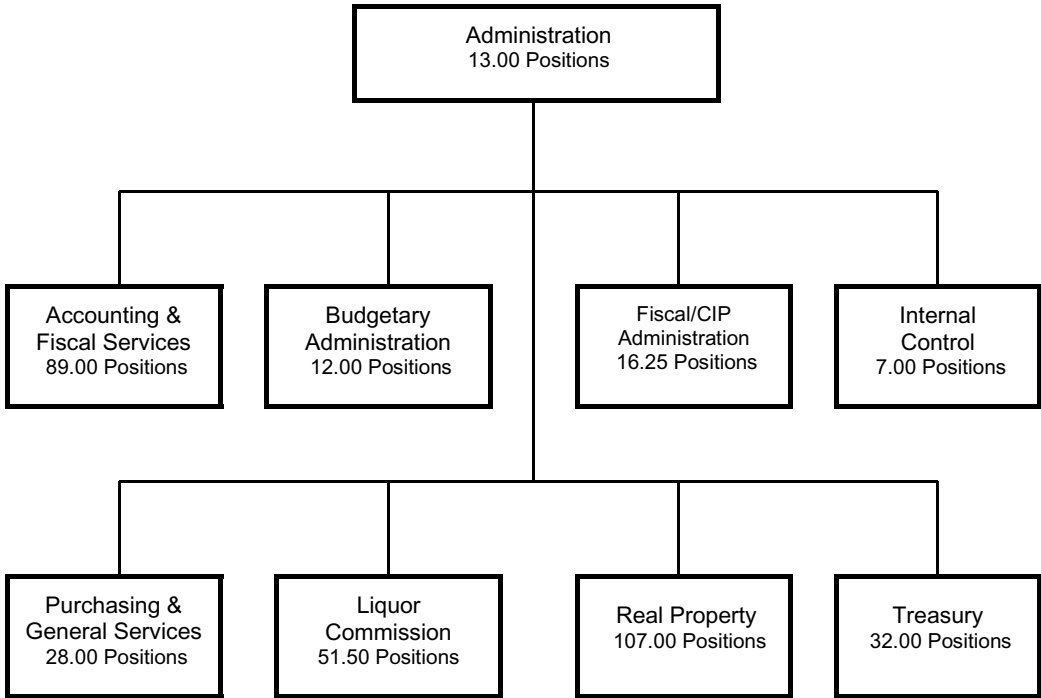 Administration
13.00 Positions
Accounting &
Fiscal Services
89.00 Positions
Budgetary
Administration
12.00 Positions
Fiscal/CIP
Administration
16.25 Positions
Internal
Control
7.00 Positions
Purchasing &
General Services
28.00 Positions
Liquor
Commission
51.50 Positions
Real Property
107.00 Positions
Treasury
32.00 Positions